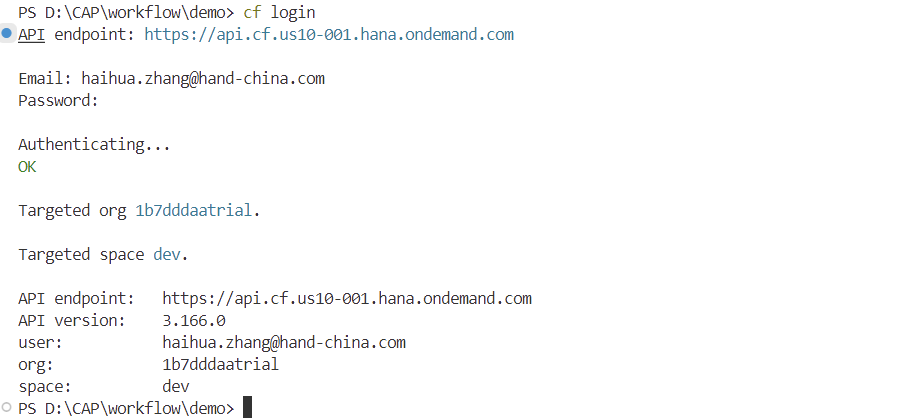 PS D:\CAP\workflow\demo> cf login
API endpoint: https://api.cf.us10-001.hana.ondemand.com
Email: haihua.zhang@hand-china.com
Password:
Authenticating...
OK
Targeted org 1b7dddaatrial.
Targeted space dev.
API endpoint:   https://api.cf.us10-001.hana.ondemand.com
API version:    3.166.0
user:           haihua.zhang@hand-china.com
org:            1b7dddaatrial
space:          dev
PS D:\CAP\workflow\demo>